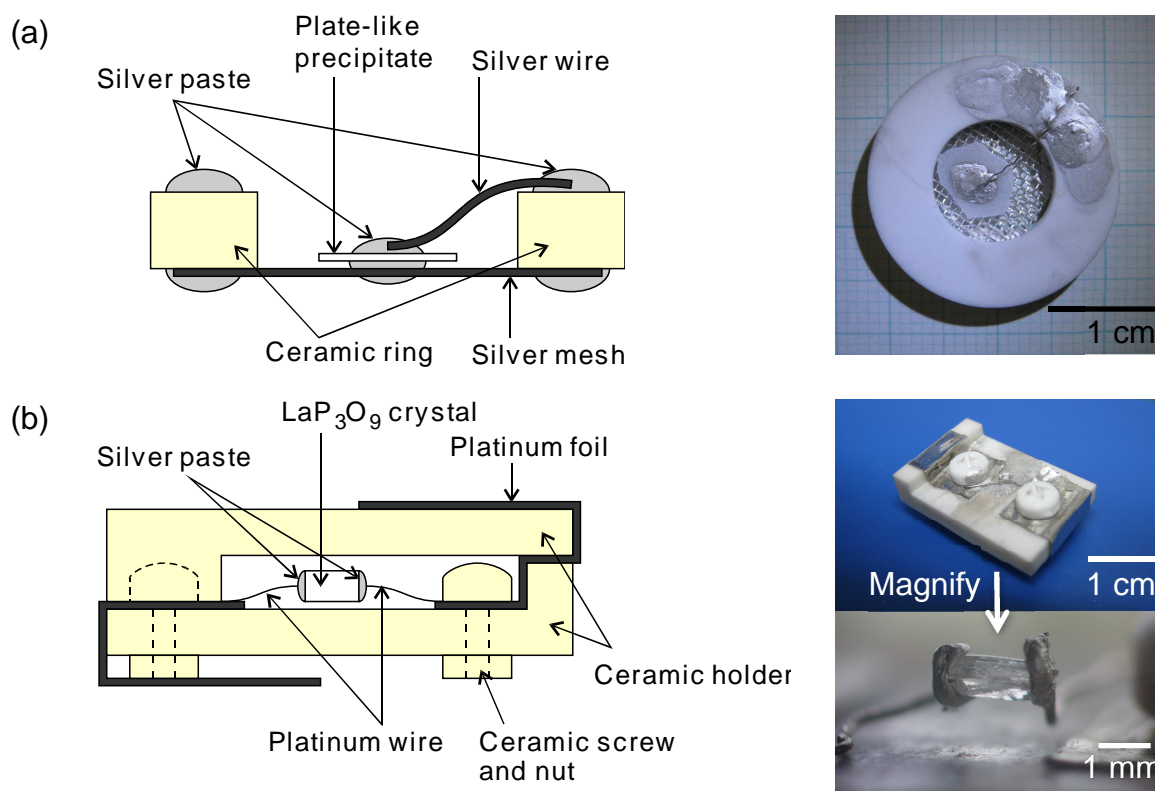 (a)
Plate-like
precipitate
Silver wire
Silver paste
Ceramic ring
Silver mesh
1 cm
(b)
LaP3O9 crystal
Silver paste
Platinum foil
Ceramic holder
Platinum wire
Ceramic screw
and nut
1 cm
Magnify
1 mm